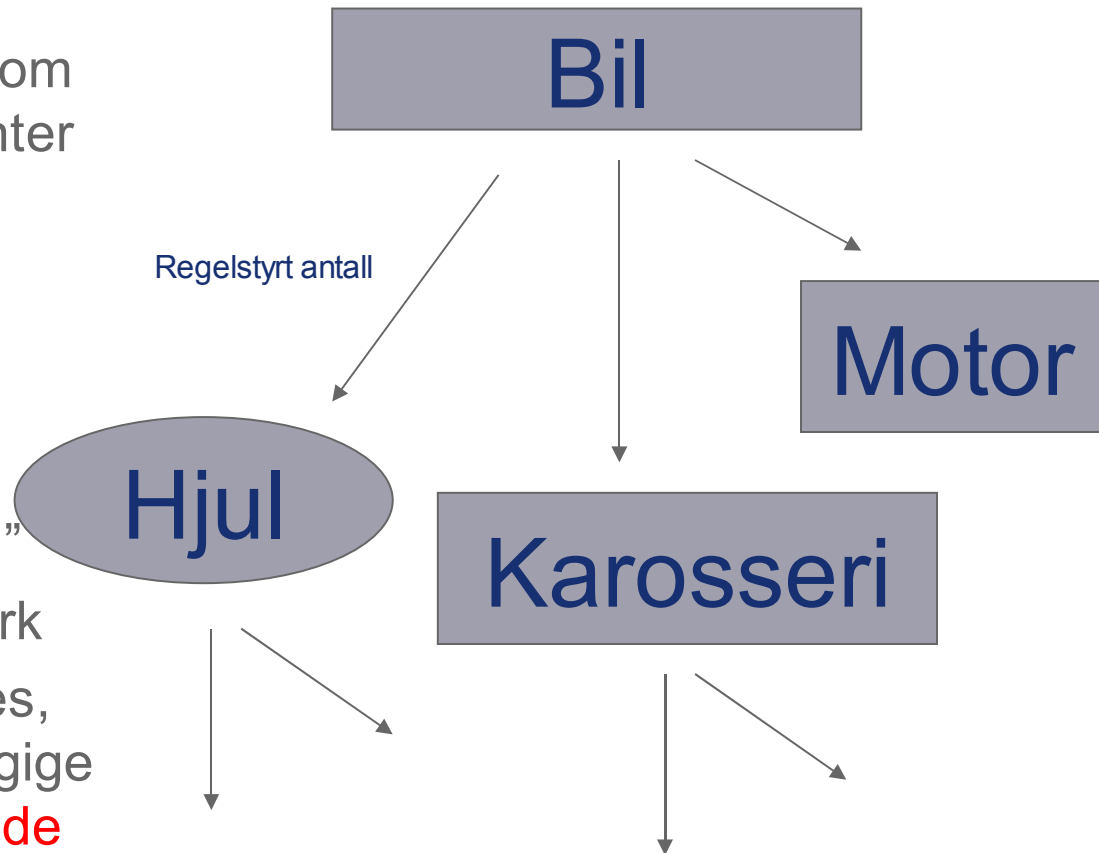 Bil
om
nter
Regelstyrt antall
Motor
Hjul
”
Karosseri
rk
es,
gige
de